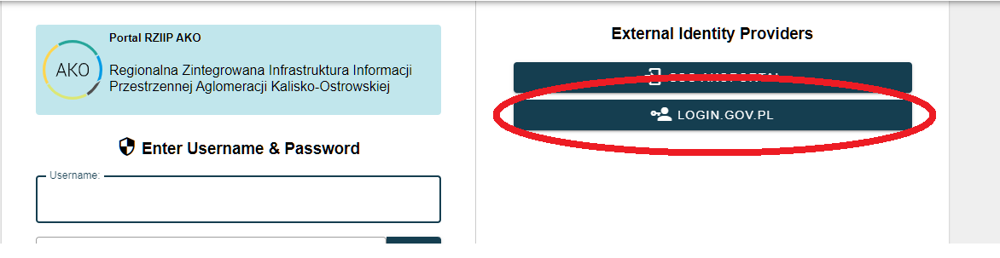 Portal RZIIP AKO
AKO
Regionalna Zintegrowana Infrastruktura Informacji
Przestrzennej Aglomeracji Kalisko-Ostrowskiej
Enter Username & Password
Username:
External Identity Providers
LOGIN.GOV.PL